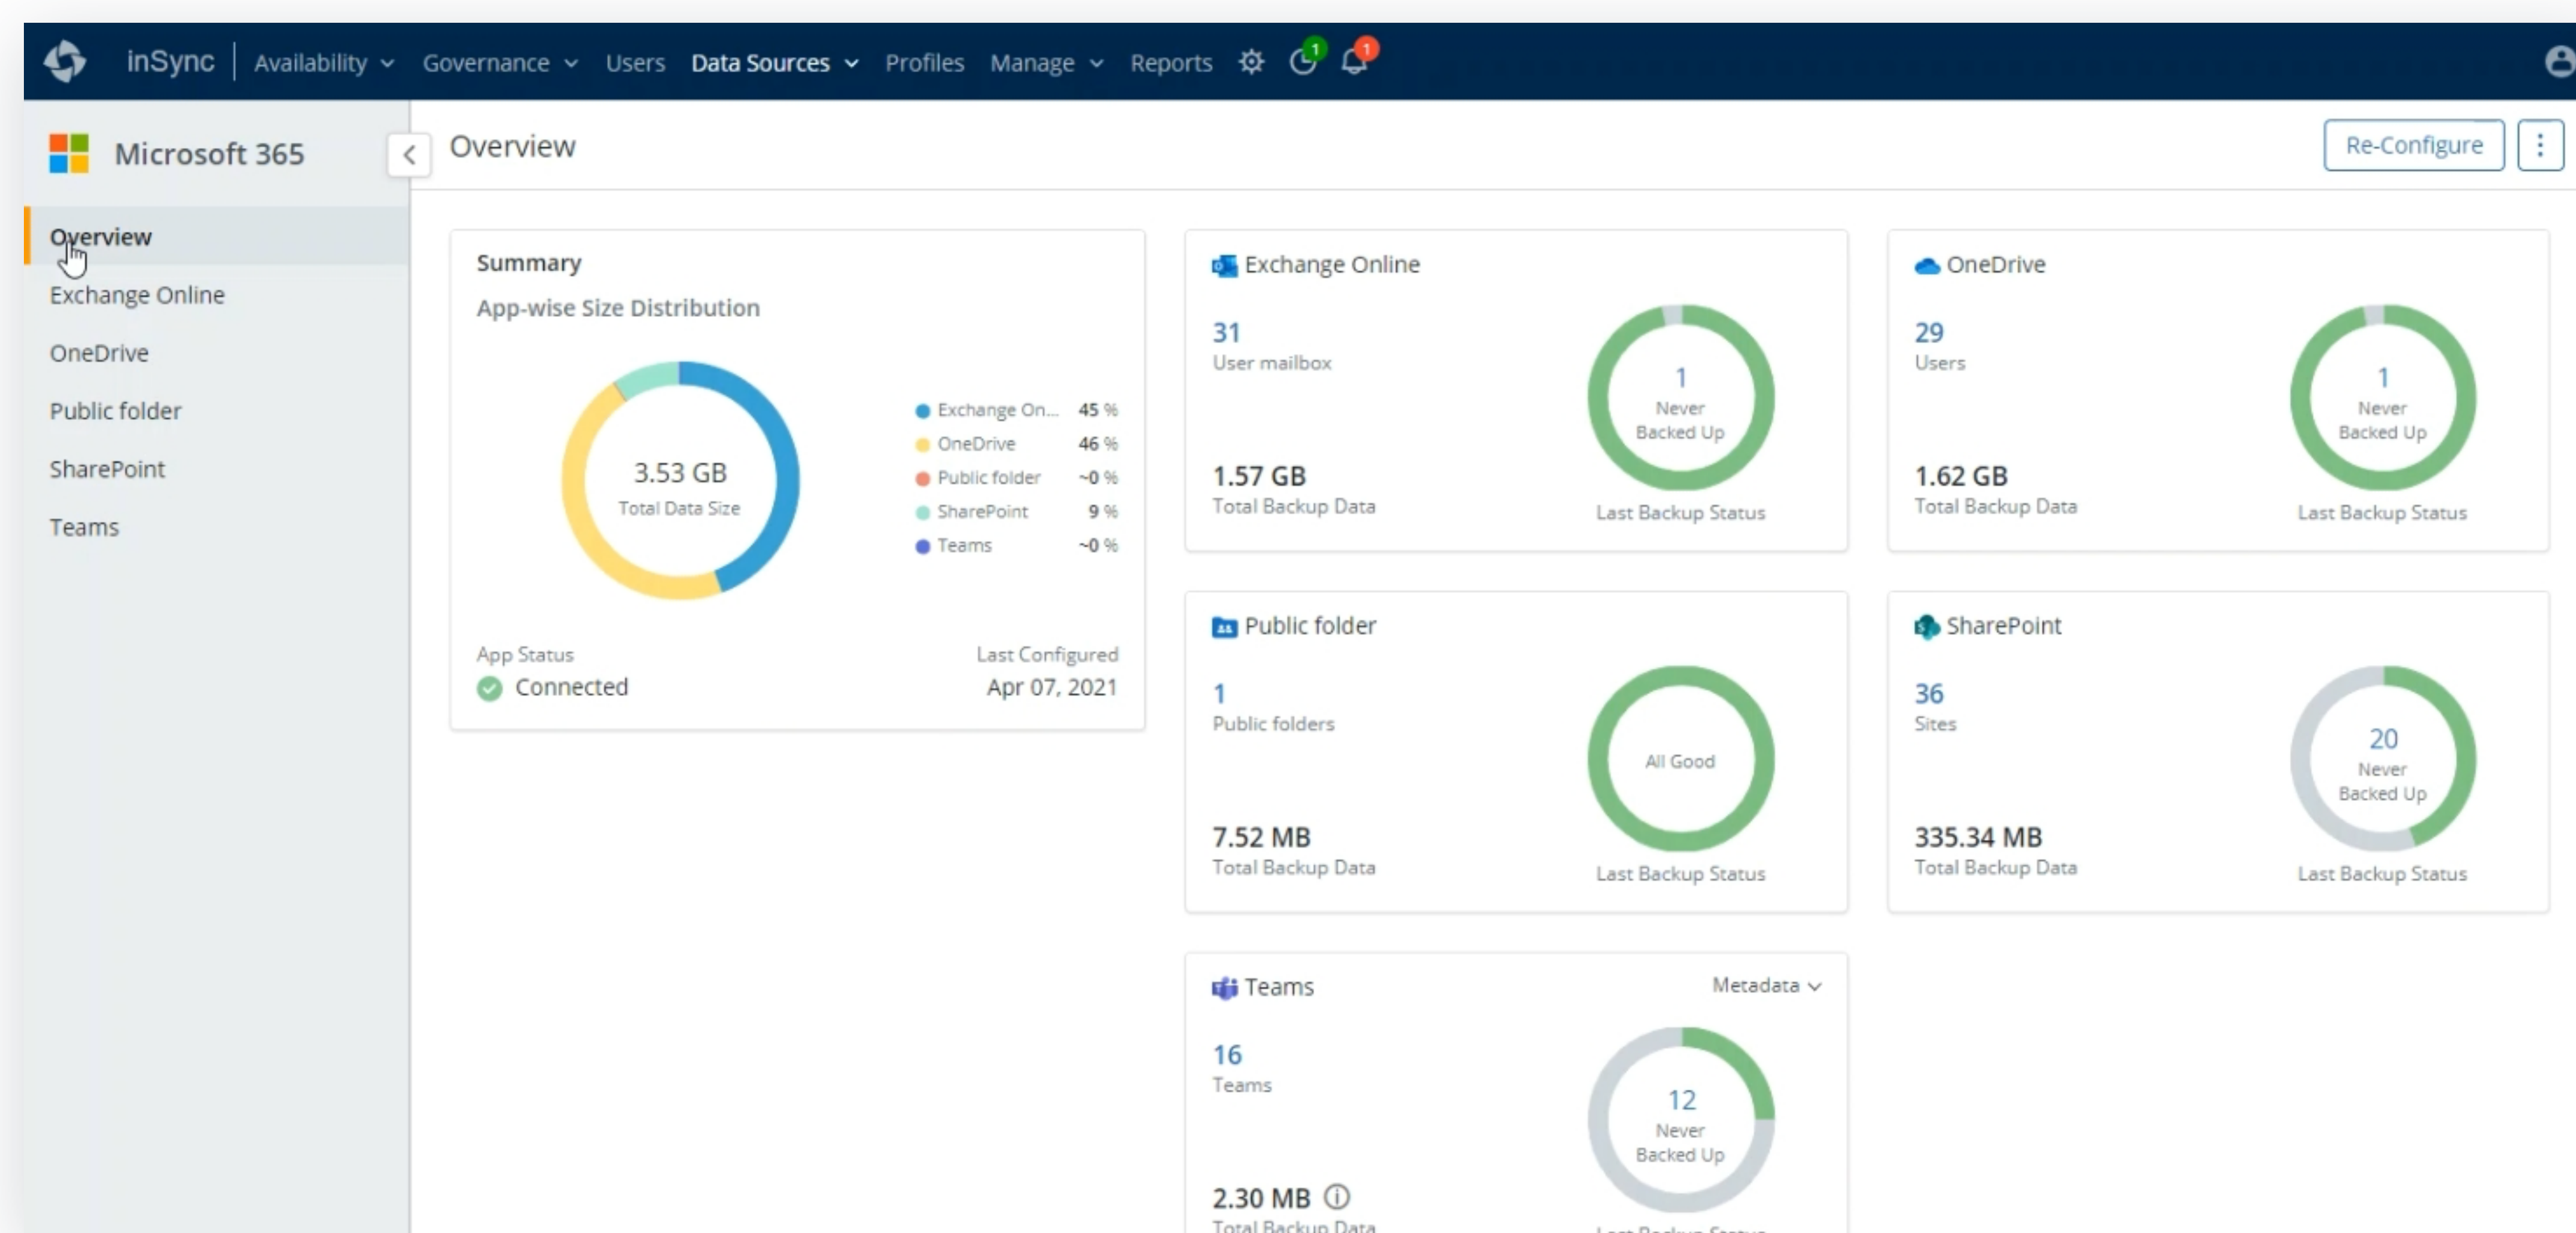 inSync Availability Governance Users Data Sources Profiles Manage Reports 1 1
Microsoft 365
Overview
Exchange Online
OneDrive
Public folder
SharePoint
Teams
Overview
Re-Configure
Summary
App-wise Size Distribution
3.53 GB
Total Data Size
Exchange On... 45 %
OneDrive 46 %
Public folder ~0 %
SharePoint 9 %
Teams ~0 %
App Status
Connected
Last Configured
Apr 07, 2021
Exchange Online
31
User mailbox
1.57 GB
Total Backup Data
1
Never
Backed Up
Last Backup Status
OneDrive
29
Users
1.62 GB
Total Backup Data
1
Never
Backed Up
Last Backup Status
Public folder
1
Public folders
7.52 MB
Total Backup Data
All Good
Last Backup Status
SharePoint
36
Sites
335.34 MB
Total Backup Data
20
Never
Backed Up
Last Backup Status
Teams
Metadata
16
Teams
2.30 MB
Total Backup Data
12
Never
Backed Up
Last Backup Status